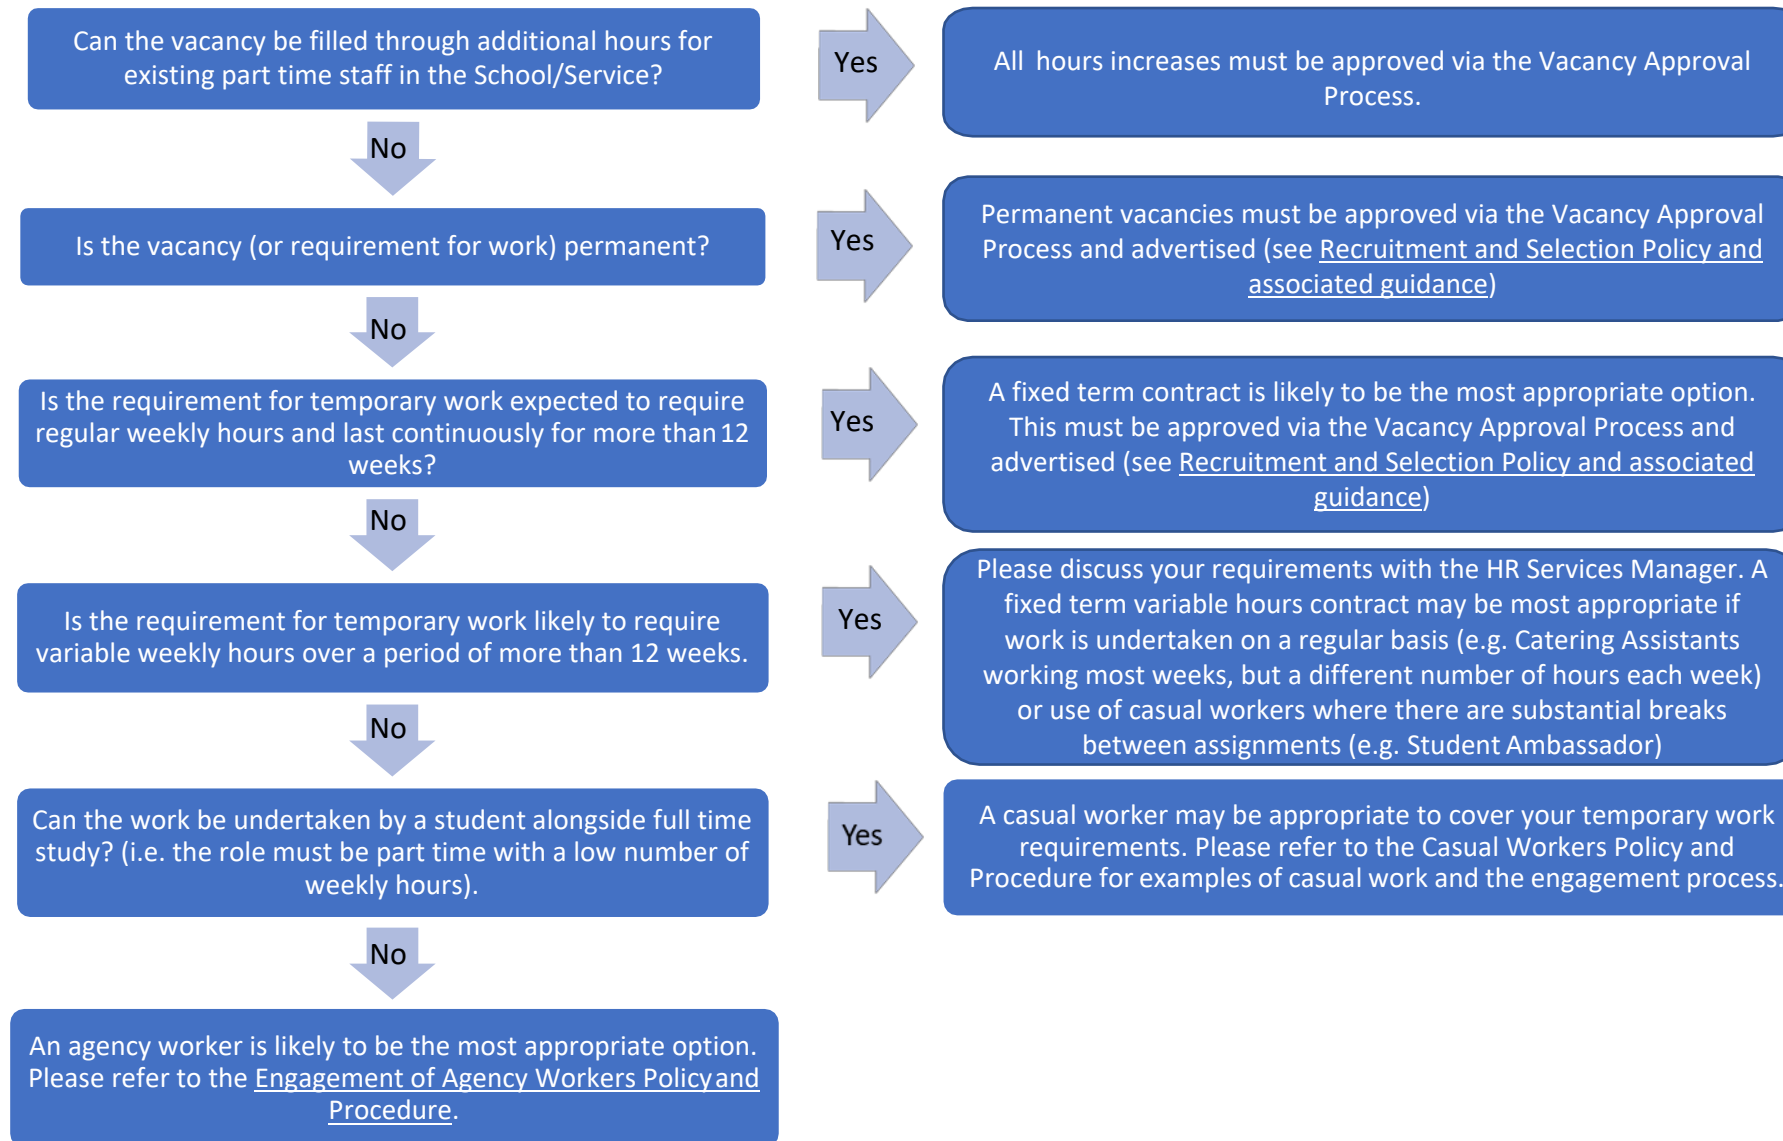 Can the vacancy be filled through additional hours for
existing part time staff in the School/Service?
Yes
All hours increases must be approved via the Vacancy Approval
Process.
No
Is the vacancy (or requirement for work) permanent?
Yes
Permanent vacancies must be approved via the Vacancy Approval
Process and advertised (see Recruitment and Selection Policy and
associated guidance)
No
Is the requirement for temporary work expected to require
regular weekly hours and last continuously for more than 12
weeks?
Yes
A fixed term contract is likely to be the most appropriate option.
This must be approved via the Vacancy Approval Process and
advertised (see Recruitment and Selection Policy and associated
guidance)
No
Is the requirement for temporary work likely to require
variable weekly hours over a period of more than 12 weeks.
Yes
Please discuss your requirements with the HR Services Manager. A
fixed term variable hours contract may be most appropriate if
work is undertaken on a regular basis (e.g. Catering Assistants
working most weeks, but a different number of hours each week)
or use of casual workers where there are substantial breaks
between assignments (e.g. Student Ambassador)
No
Can the work be undertaken by a student alongside full time
study? (i.e. the role must be part time with a low number of
weekly hours).
Yes
A casual worker may be appropriate to cover your temporary work
requirements. Please refer to the Casual Workers Policy and
Procedure for examples of casual work and the engagement process.
No
An agency worker is likely to be the most appropriate option.
Please refer to the Engagement of Agency Workers Policy and
Procedure.